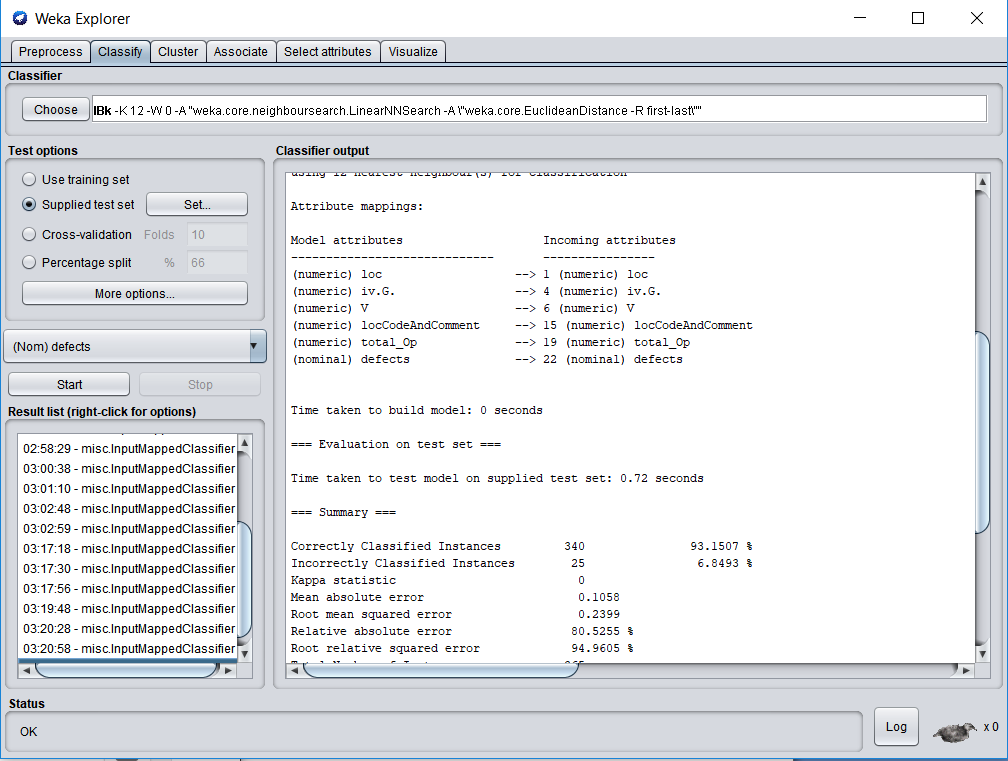 Weka Explorer
Preprocess Classify Cluster Associate Select attributes Visualize
Classifier
Choose IBk -K 12 -W 0 -A "weka.core.neighboursearch.LinearNNSearch -A \"weka.core.EuclideanDistance -R first-last\""
Test options
Use training set
Supplied test set Set...
Cross-validation Folds 10
Percentage split % 66
More options...
(Nom) defects
Start Stop
Result list (right-click for options)
02:58:29 - misc.InputMappedClassifier
03:00:38 - misc.InputMappedClassifier
03:01:10 - misc.InputMappedClassifier
03:02:48 - misc.InputMappedClassifier
03:02:59 - misc.InputMappedClassifier
03:17:18 - misc.InputMappedClassifier
03:17:30 - misc.InputMappedClassifier
03:17:56 - misc.InputMappedClassifier
03:19:48 - misc.InputMappedClassifier
03:20:28 - misc.InputMappedClassifier
03:20:58 - misc.InputMappedClassifier
Classifier output
using 12 nearest neighbour(s) for classification
Attribute mappings:
Model attributes Incoming attributes
----------------------------- ----------------
(numeric) loc --> 1 (numeric) loc
(numeric) iv.G. --> 4 (numeric) iv.G.
(numeric) V --> 6 (numeric) V
(numeric) locCodeAndComment --> 15 (numeric) locCodeAndComment
(numeric) total_Op --> 19 (numeric) total_Op
(nominal) defects --> 22 (nominal) defects
Time taken to build model: 0 seconds
=== Evaluation on test set ===
Time taken to test model on supplied test set: 0.72 seconds
=== Summary ===
Correctly Classified Instances 340 93.1507 %
Incorrectly Classified Instances 25 6.8493 %
Kappa statistic 0
Mean absolute error 0.1058
Root mean squared error 0.2399
Relative absolute error 80.5255 %
Root relative squared error 94.9605 %
Status
OK
Log x 0